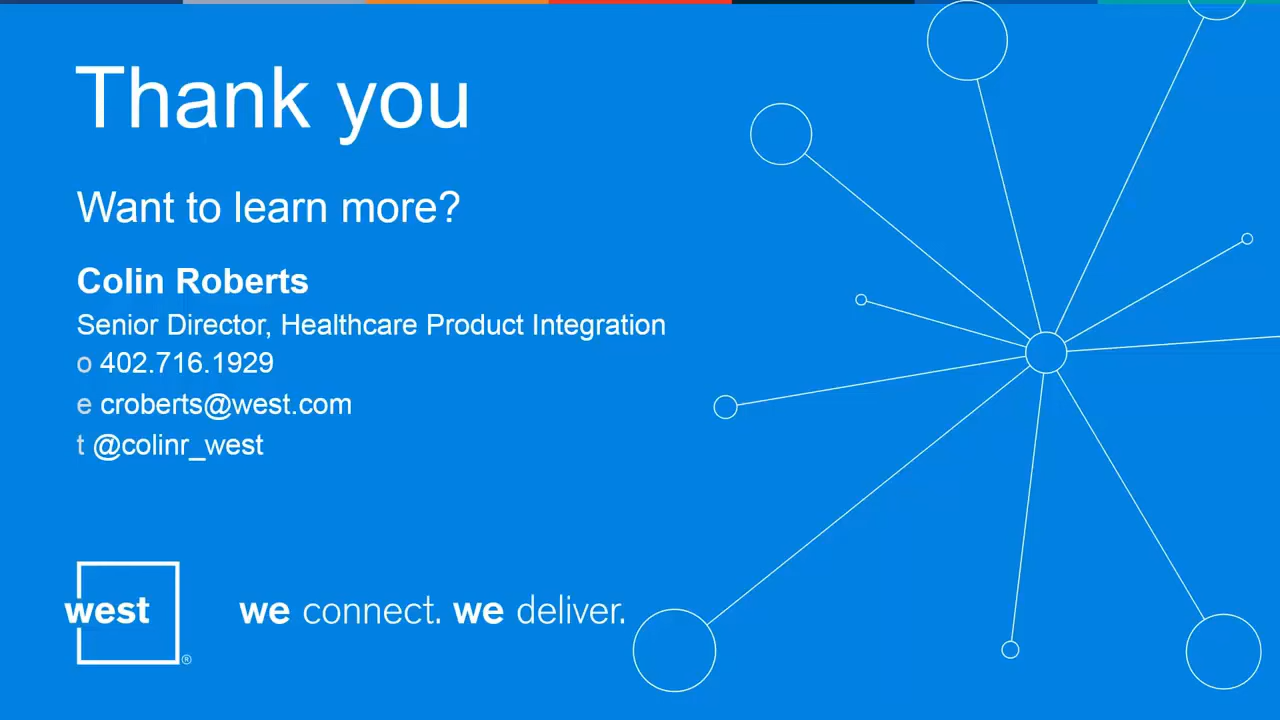 Thank you
Want to learn more?
Colin Roberts
Senior Director, Healthcare Product Integration
o 402.716.1929
e croberts@west.com
t @colinr_west
west ®
we connect. we deliver.